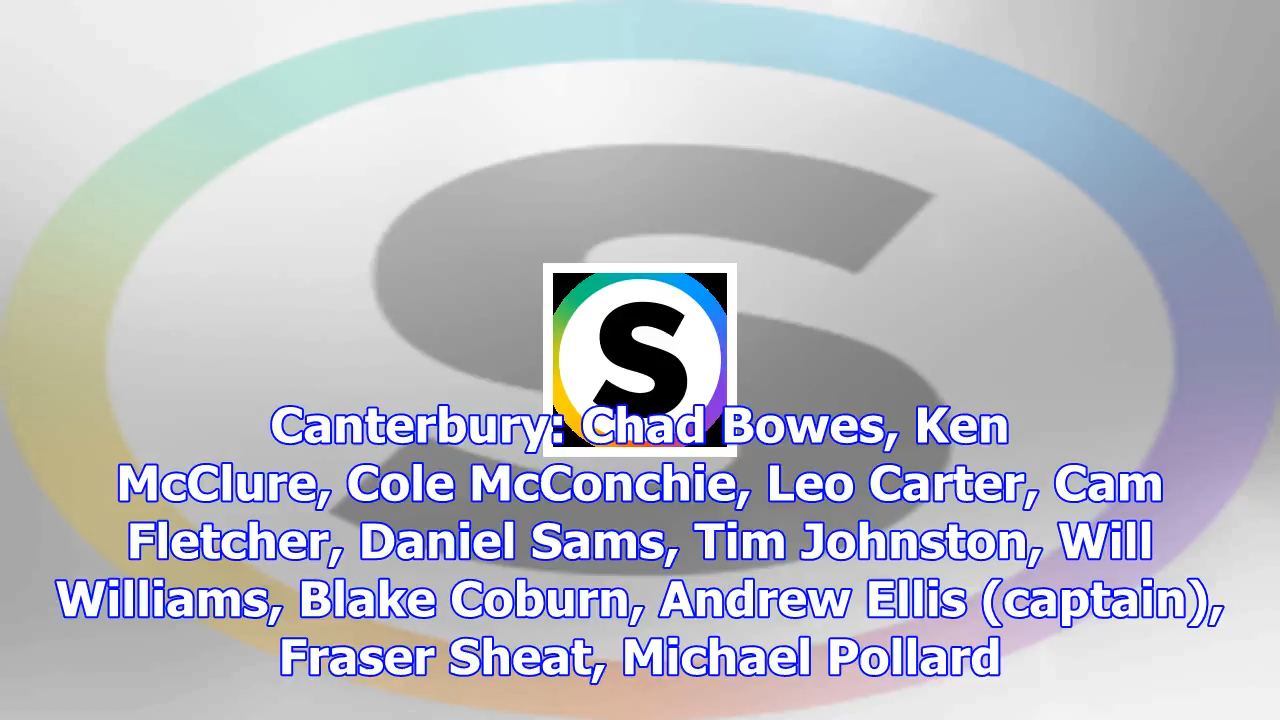 S
Canterbury: Chad Bowes, Ken
McClure, Cole McConchie, Leo Carter, Cam
Fletcher, Daniel Sams, Tim Johnston, Will
Williams, Blake Coburn, Andrew Ellis (captain),
Fraser Sheat, Michael Pollard